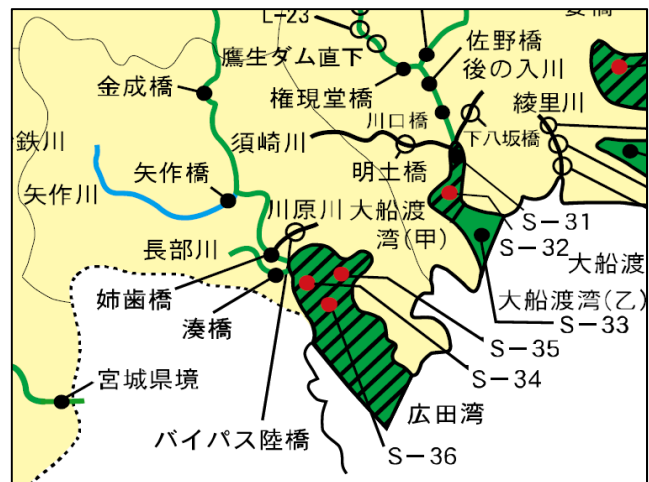 L-23
鷹生ダム直下
佐野橋
後の入川
金成橋
権現堂橋
綾里川
川口橋
下八坂橋
須崎川
明土橋
矢作橋
矢作川
川原川
大船渡
湾(甲)
S-31
S-32
長部川
大船渡
姉歯橋
湊橋
大船渡湾(乙)
S-33
S-35
S-34
宮城県境
広田湾
バイパス陸橋
S-36